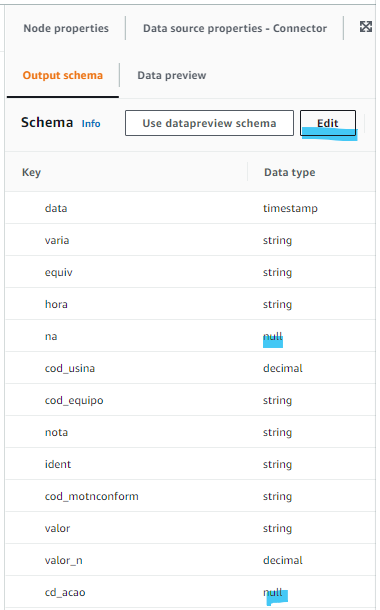 Node properties Data source properties - Connector
Output schema Data preview
Schema Info Use datapreview schema Edit
Key Data type
data timestamp
varia string
equiv string
hora string
na null
cod_usina decimal
cod_equipo string
nota string
ident string
cod_motnconform string
valor string
valor_n decimal
cd_acao null